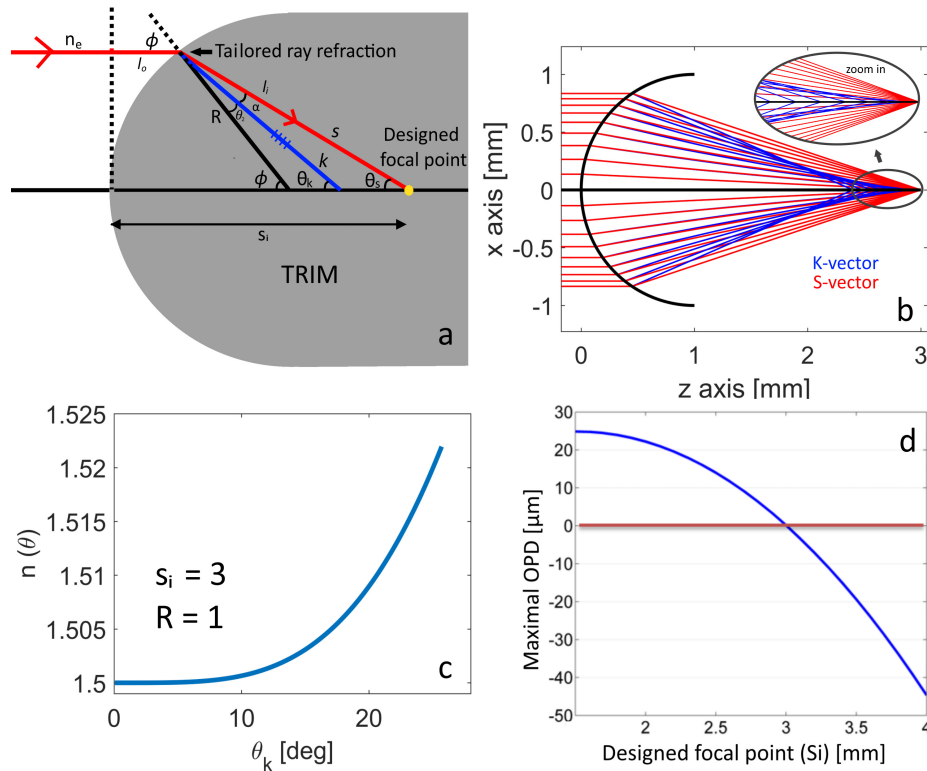 a
nₑ
ϕ
lₒ
Tailored ray refraction
lᵢ
R
θ₂
α
s
Designed
focal point
k
ϕ
θₖ
θₛ
sᵢ
TRIM
b
zoom in
1
0.5
0
-0.5
-1
x axis [mm]
K-vector
S-vector
0
1
2
3
z axis [mm]
c
1.525
1.52
1.515
1.51
1.505
1.5
n (θ)
sᵢ = 3
R = 1
0
10
20
θₖ [deg]
d
30
20
10
0
-10
-20
-30
-40
-50
Maximal OPD [µm]
2
2.5
3
3.5
4
Designed focal point (Si) [mm]